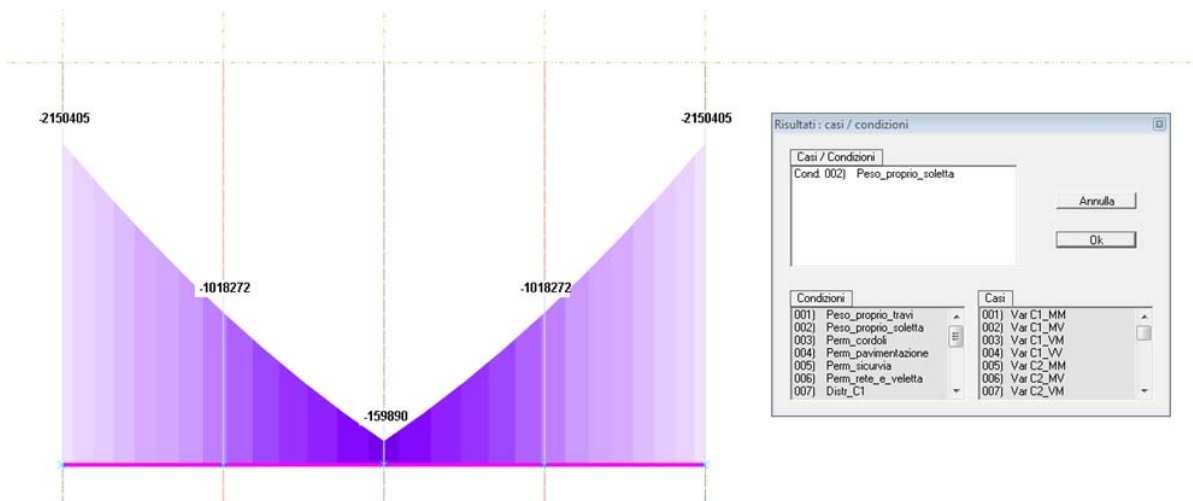 -2150405
-2150405
-1018272
-1018272
-159890
Risultati : casi / condizioni
Casi / Condizioni
Cond. 002) Peso_proprio_soletta
Annulla
Ok
Condizioni
001) Peso_proprio_travi
002) Peso_proprio_soletta
003) Perm_cordoli
004) Perm_pavimentazione
005) Perm_sicurvia
006) Perm_rete_e_veletta
007) Distr_C1
Casi
001) Var C1_MM
002) Var C1_MV
003) Var C1_VM
004) Var C1_VV
005) Var C2_MM
006) Var C2_MV
007) Var C2_VM